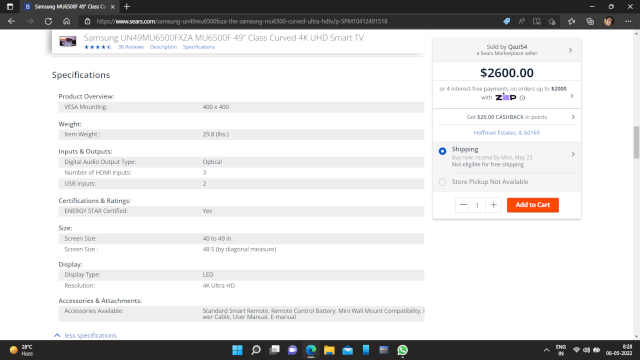 Samsung MU6500F 49" Class Cu
https://www.sears.com/samsung-un49mu6500fxza-the-samsung-mu6500-curved-ultra-hdtv/p-SPM10412491518
Samsung UN49MU6500FXZA MU6500F 49" Class Curved 4K UHD Smart TV
38 Reviews Description Specifications
Specifications
Product Overview:
VESA Mounting: 400 x 400
Weight:
Item Weight : 29.8 (lbs.)
Inputs & Outputs:
Digital Audio Output Type: Optical
Number of HDMI Inputs: 3
USB Inputs: 2
Certifications & Ratings:
ENERGY STAR Certified: Yes
Size:
Screen Size: 40 to 49 in.
Screen Size : 48.5 (by diagonal measure)
Display:
Display Type: LED
Resolution: 4K Ultra HD
Accessories & Attachments:
Accessories Available: Standard Smart Remote, Remote Control Battery, Mini Wall Mount Compatibility,
wer Cable, User Manual, E-manual
less specifications
Sold by Qazi54
a Sears Marketplace seller
$2600.00
or 4 interest-free payments on orders up to $2000
with ZIP
Get $26.00 CASHBACK in points
Hoffman Estates, IL 60169
Shipping
Buy now, receive by Mon, May 23
Not eligible for free shipping.
Store Pickup Not Available
1
Add to Cart
28°C
Haze
ENG
IN
8:28
06-05-2022